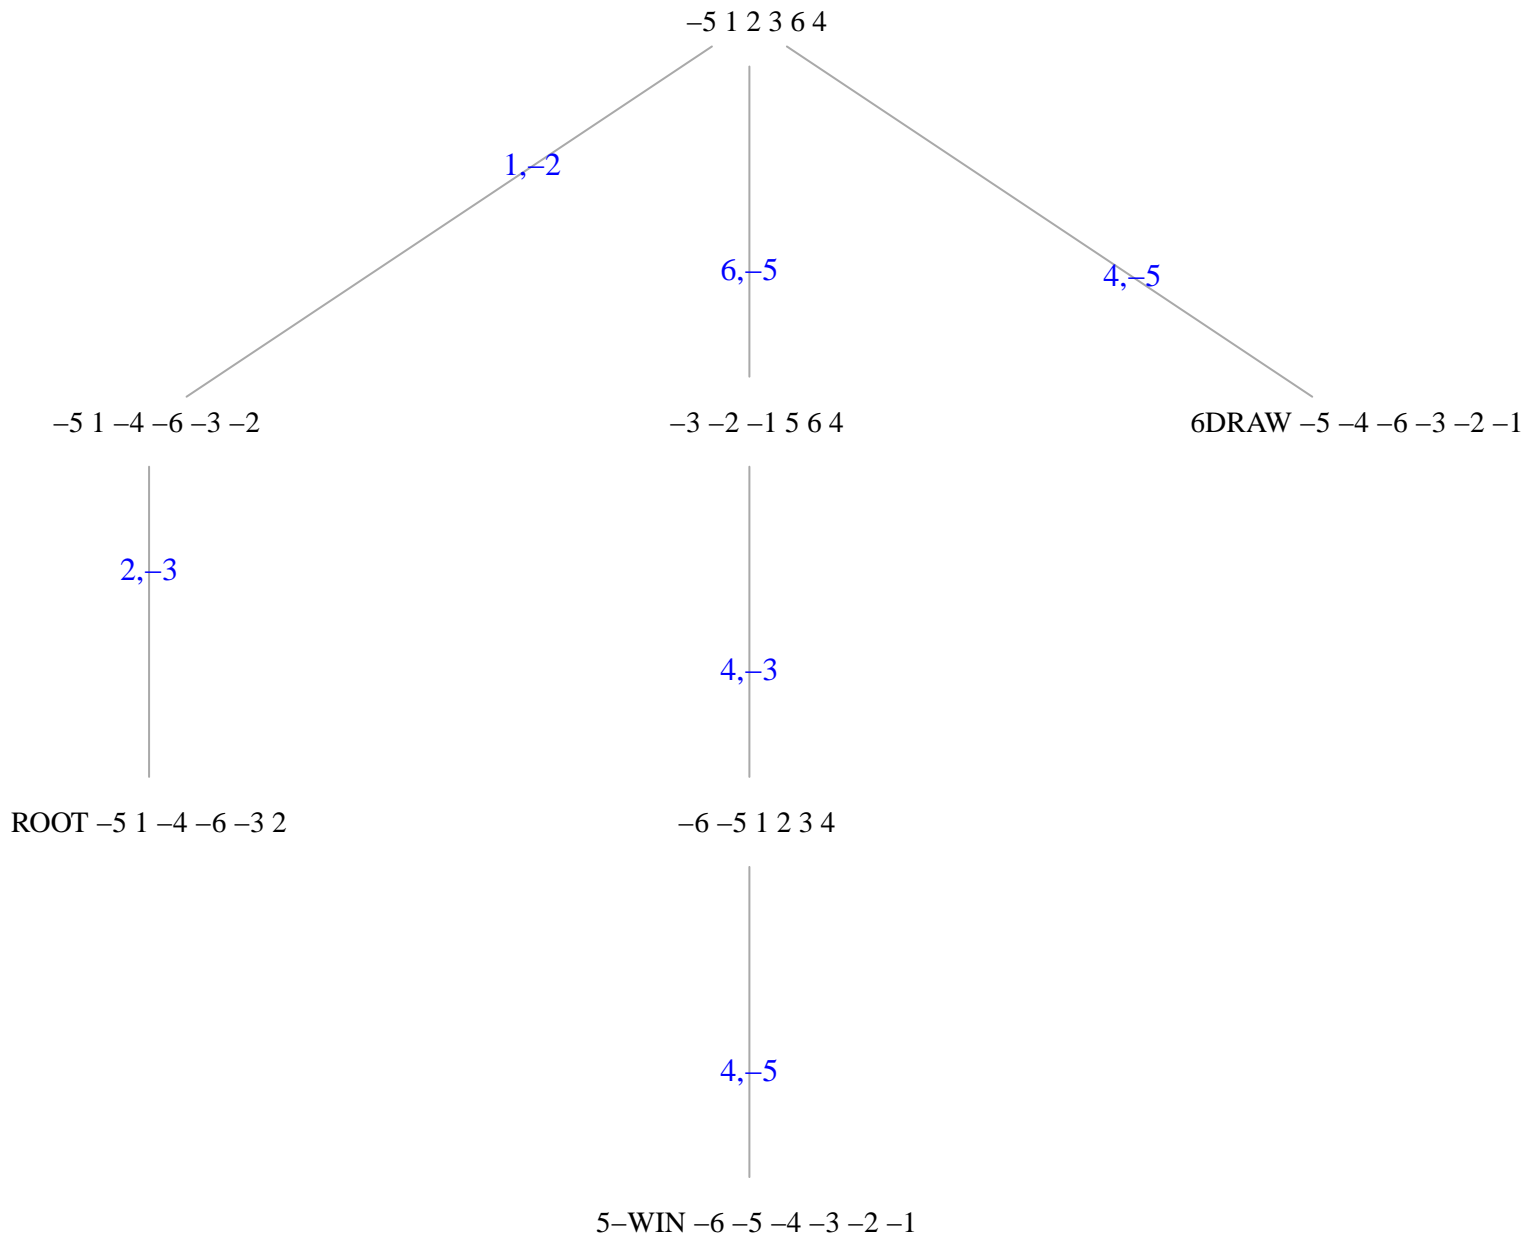 –5 1 2 3 6 4
1,–2
6,–5
4,–5
–5 1 –4 –6 –3 –2
–3 –2 –1 5 6 4
6DRAW –5 –4 –6 –3 –2 –1
2,–3
4,–3
ROOT –5 1 –4 –6 –3 2
–6 –5 1 2 3 4
4,–5
5–WIN –6 –5 –4 –3 –2 –1